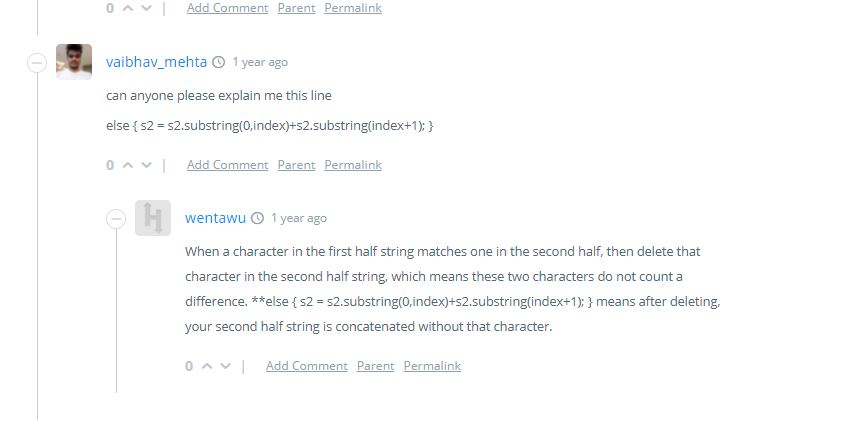 0 | Add Comment Parent Permalink
vaibhav_mehta 1 year ago
can anyone please explain me this line
else { s2 = s2.substring(0,index)+s2.substring(index+1); }
0 | Add Comment Parent Permalink
wentawu 1 year ago
When a character in the first half string matches one in the second half, then delete that
character in the second half string, which means these two characters do not count a
difference. **else { s2 = s2.substring(0,index)+s2.substring(index+1); } means after deleting,
your second half string is concatenated without that character.
0 | Add Comment Parent Permalink